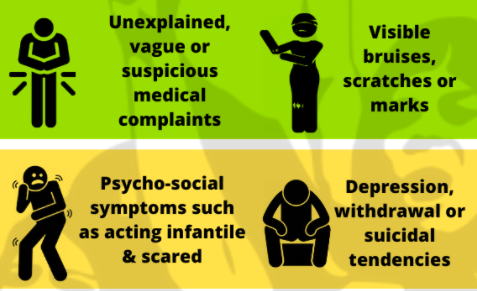 Unexplained,
vague or
suspicious
medical
complaints
Visible
bruises,
scratches or
marks
Psycho-social
symptoms such
as acting infantile
& scared
Depression,
withdrawal or
suicidal
tendencies